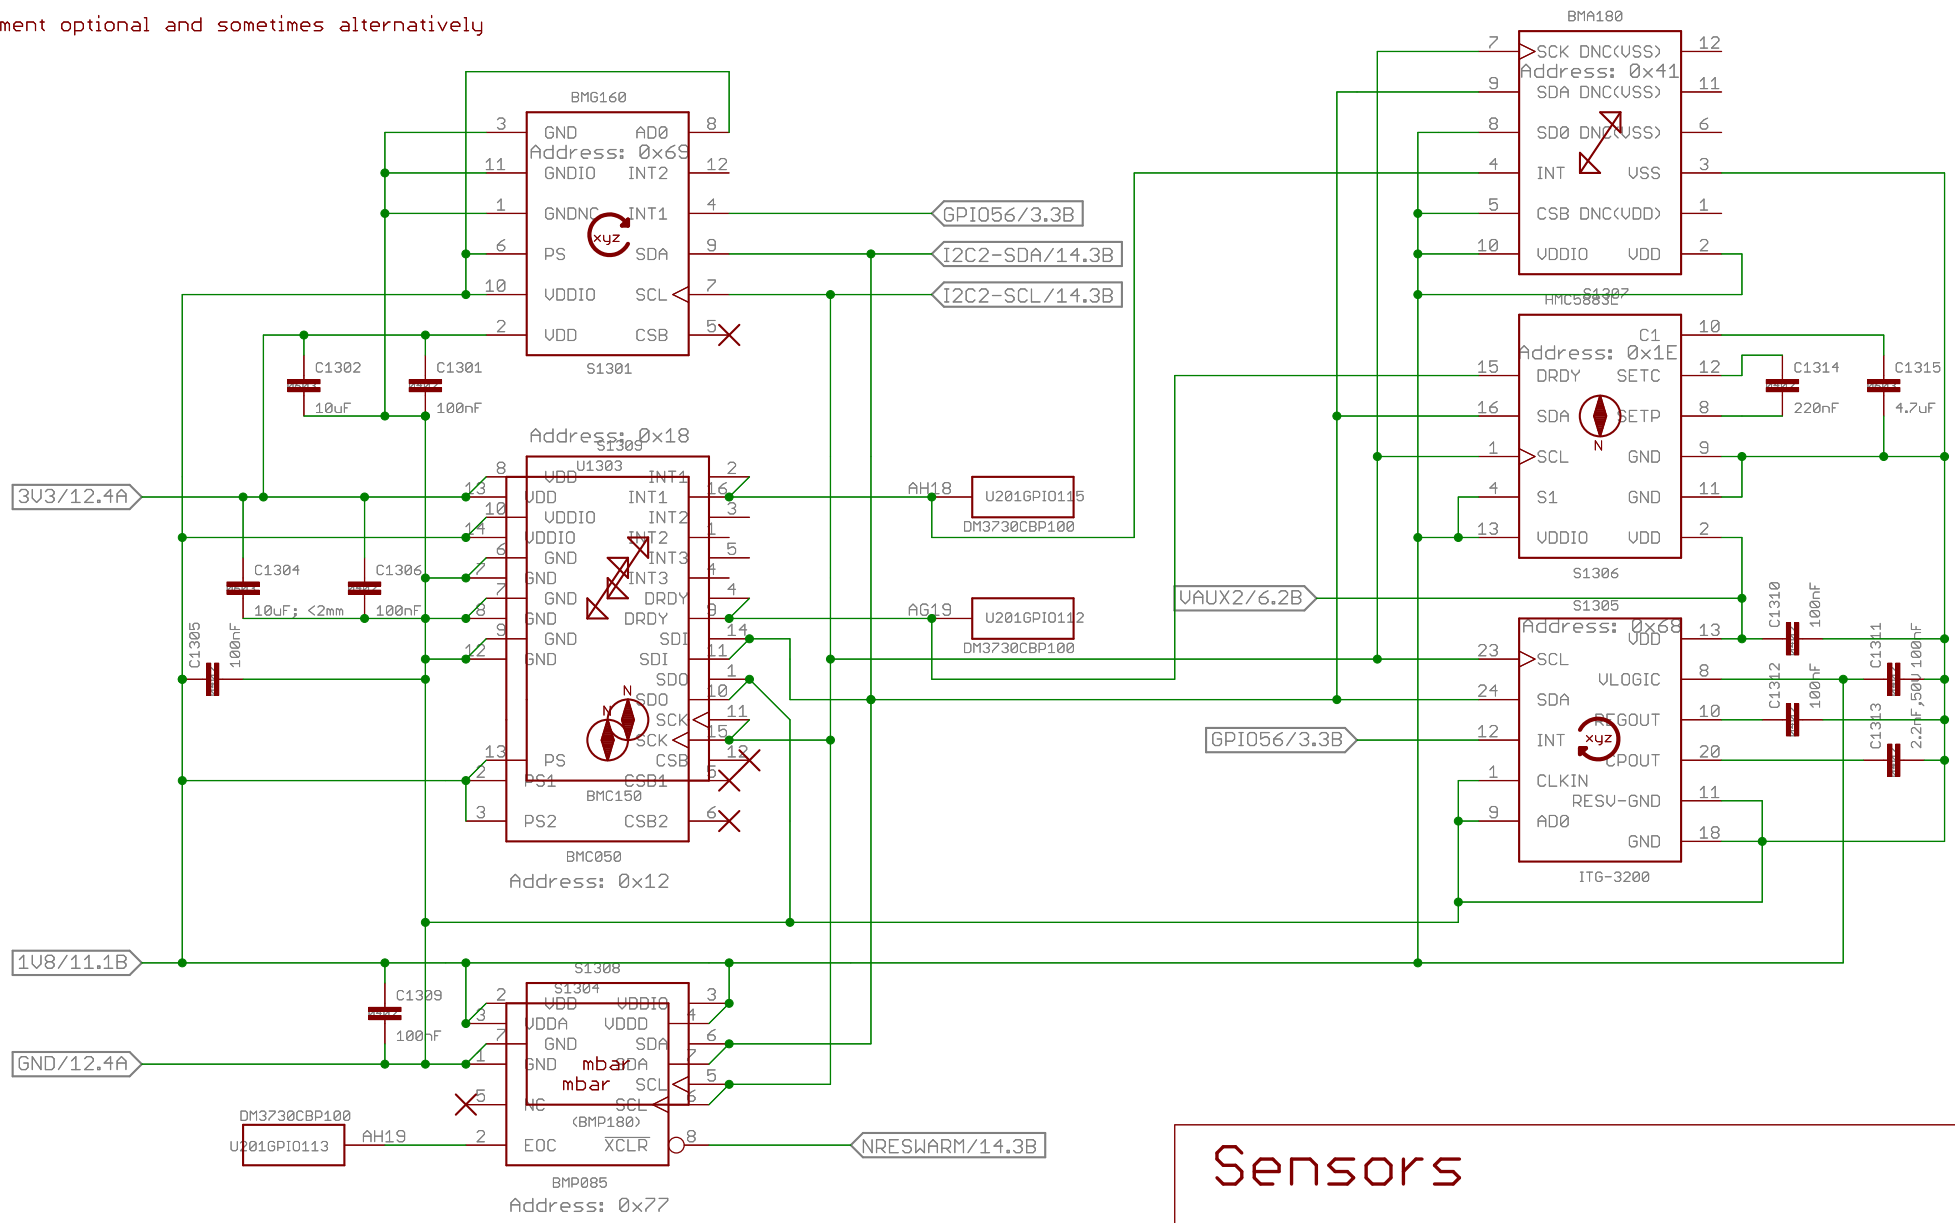 ment optional and sometimes alternatively
BMG160
3 GND AD0 8
Address: 0x69
11 GNDIO INT2 12
1 GNDNC INT1 4
6 PS SDA 9
10 VDDIO SCL 7
2 VDD CSB 5
S1301
xyz
GPIO56/3.3B
I2C2-SDA/14.3B
I2C2-SCL/14.3B
C1302
10uF
C1301
100nF
Address: 0x18
S1309
U1303
8 VDD INT1 2
13 VDD INT1 16
10 VDDIO INT2 3
14 VDDIO INT2 1
6 GND INT3 5
7 GND INT3 4
7 GND DRDY 4
8 GND DRDY 9
9 GND SDI 14
12 GND SDI 11
SDO 1
SDO 10
SCK 11
SCK 15
13 PS CSB 12
2 PS1 CSB1 5
BMC150
3 PS2 CSB2 6
N
N
BMC050
Address: 0x12
3V3/12.4A
C1304
10uF; <2mm
C1306
100nF
C1305
100nF
AH18
U201GPIO115
DM3730CBP100
AG19
U201GPIO112
DM3730CBP100
1V8/11.1B
C1309
100nF
GND/12.4A
S1308
S1304
2 VDD VDDIO 3
3 VDDA VDDD 4
7 GND SDA 6
1 GND SDA 7
mbar
mbar
SCL 5
5 NC SCL 6
(BMP180)
2 EOC XCLR 8
BMP085
Address: 0x77
DM3730CBP100
U201GPIO113
AH19
NRESWARM/14.3B
BMA180
7 SCK DNC(VSS) 12
Address: 0x41
9 SDA DNC(VSS) 11
8 SDO DNC(VSS) 6
4 INT VSS 3
5 CSB DNC(VDD) 1
10 VDDIO VDD 2
S1307
HMC5883L
C1 10
Address: 0x1E
15 DRDY SETC 12
16 SDA SETP 8
1 SCL GND 9
4 S1 GND 11
13 VDDIO VDD 2
N
S1306
C1314
220nF
C1315
4.7uF
VAUX2/6.2B
S1305
Address: 0x68
VDD 13
23 SCL
VLOGIC 8
24 SDA
REGOUT 10
12 INT
xyz
CPOUT 20
1 CLKIN
RESV-GND 11
9 AD0
GND 18
ITG-3200
GPIO56/3.3B
C1310
100nF
C1311
100nF
C1312
100nF
C1313
2.2nF,50V
Sensors